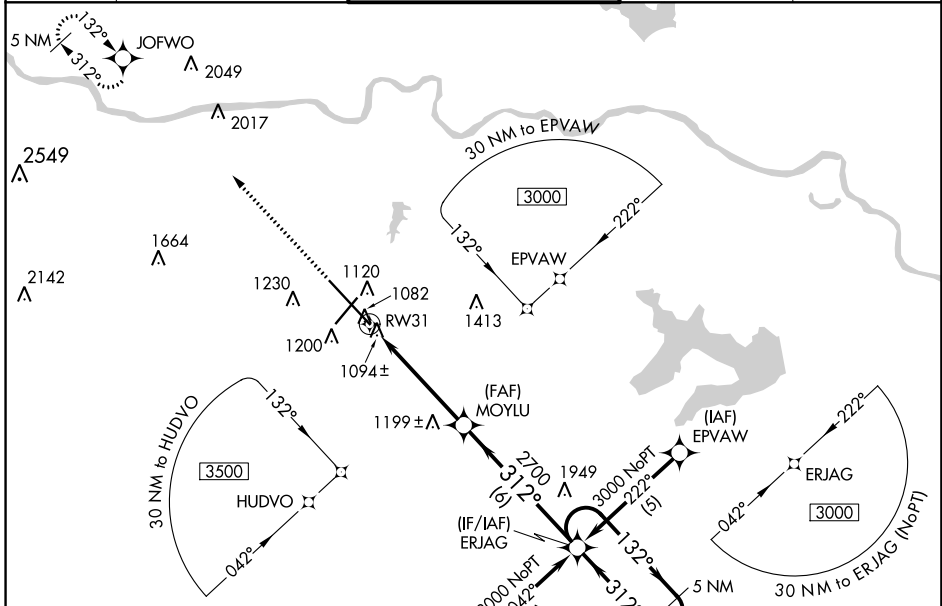 132°
5 NM
312°
JOFWO
2049
2017
2549
30 NM to EPVAW
3000
222°
132°
EPVAW
1664
2142
1230
1120
1082
RW31
1413
1200
1094±
(FAF)
MOYLU
1199±
30 NM to HUDVO
132°
3500
HUDVO
042°
2700
312°
(6)
1949
3000 NoPT
222°
(5)
(IAF)
EPVAW
(IF/IAF)
ERJAG
132°
5 NM
312°
3000 NoPT
042°
222°
ERJAG
3000
042°
30 NM to ERJAG (NoPT)